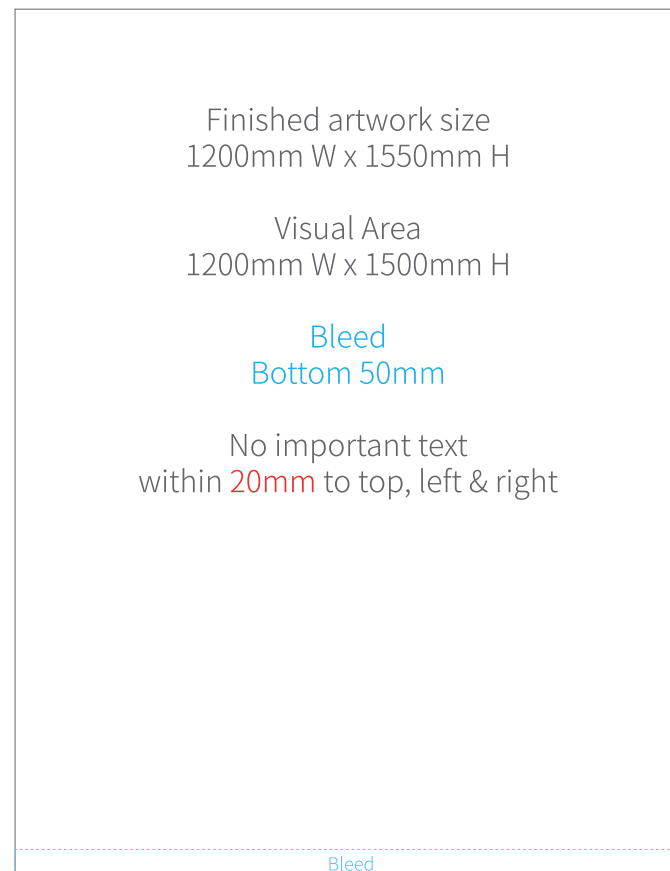 Finished artwork size
1200mm W x 1550mm H
Visual Area
1200mm W x 1500mm H
Bleed
Bottom 50mm
No important text
within 20mm to top, left & right
Bleed